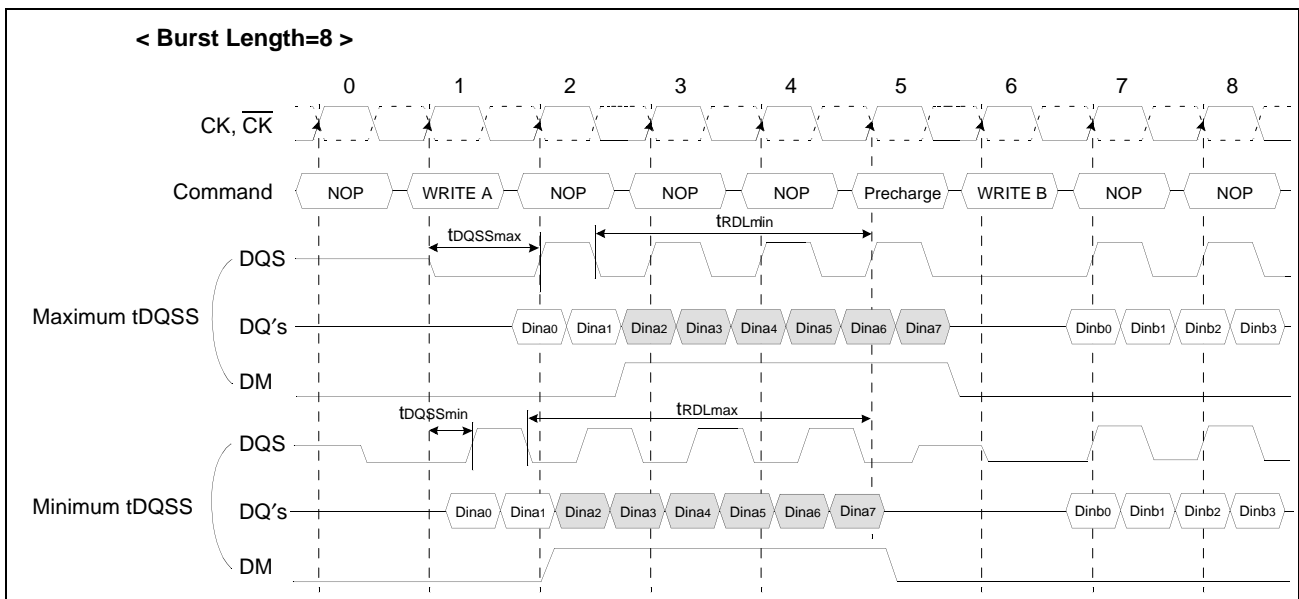 < Burst Length=8 >
0 1 2 3 4 5 6 7 8
CK, CK
Command NOP WRITE A NOP NOP NOP Precharge WRITE B NOP NOP
tDQSSmax tRDLmin
DQS
Maximum tDQSS
DQ's Dina0 Dina1 Dina2 Dina3 Dina4 Dina5 Dina6 Dina7 Dinb0 Dinb1 Dinb2 Dinb3
DM
tDQSSmin tRDLmax
DQS
Minimum tDQSS
DQ's Dina0 Dina1 Dina2 Dina3 Dina4 Dina5 Dina6 Dina7 Dinb0 Dinb1 Dinb2 Dinb3
DM